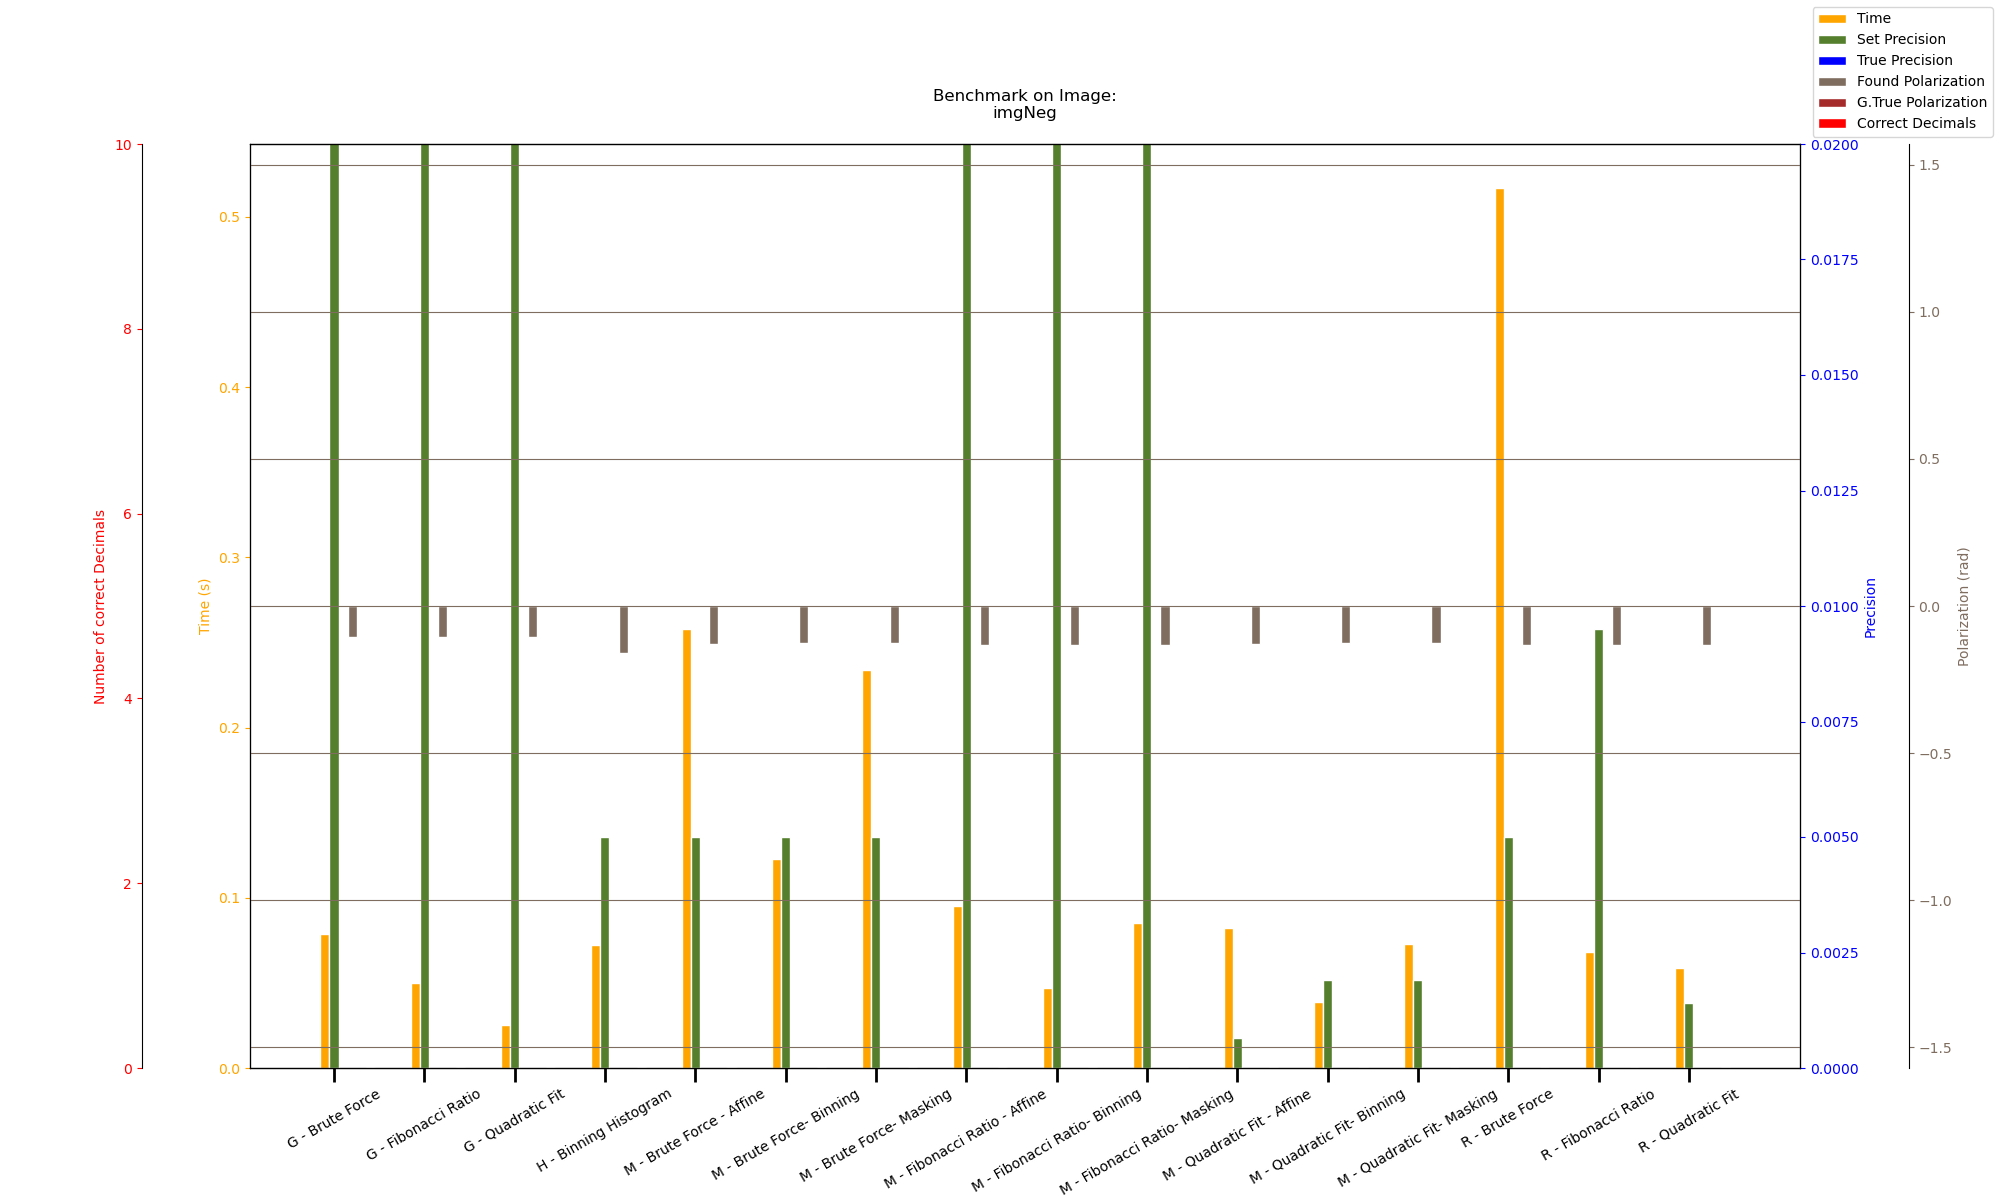 Time
Set Precision
True Precision
Found Polarization
G.True Polarization
Correct Decimals
Benchmark on Image:
imgNeg
10
8
6
4
2
0
Number of correct Decimals
0.5
0.4
0.3
0.2
0.1
0.0
Time (s)
0.0200
0.0175
0.0150
0.0125
0.0100
0.0075
0.0050
0.0025
0.0000
Precision
1.5
1.0
0.5
0.0
−0.5
−1.0
−1.5
Polarization (rad)
G - Brute Force
G - Fibonacci Ratio
G - Quadratic Fit
H - Binning Histogram
M - Brute Force - Affine
M - Brute Force- Binning
M - Brute Force- Masking
M - Fibonacci Ratio - Affine
M - Fibonacci Ratio- Binning
M - Fibonacci Ratio- Masking
M - Quadratic Fit - Affine
M - Quadratic Fit- Binning
M - Quadratic Fit- Masking
R - Brute Force
R - Fibonacci Ratio
R - Quadratic Fit